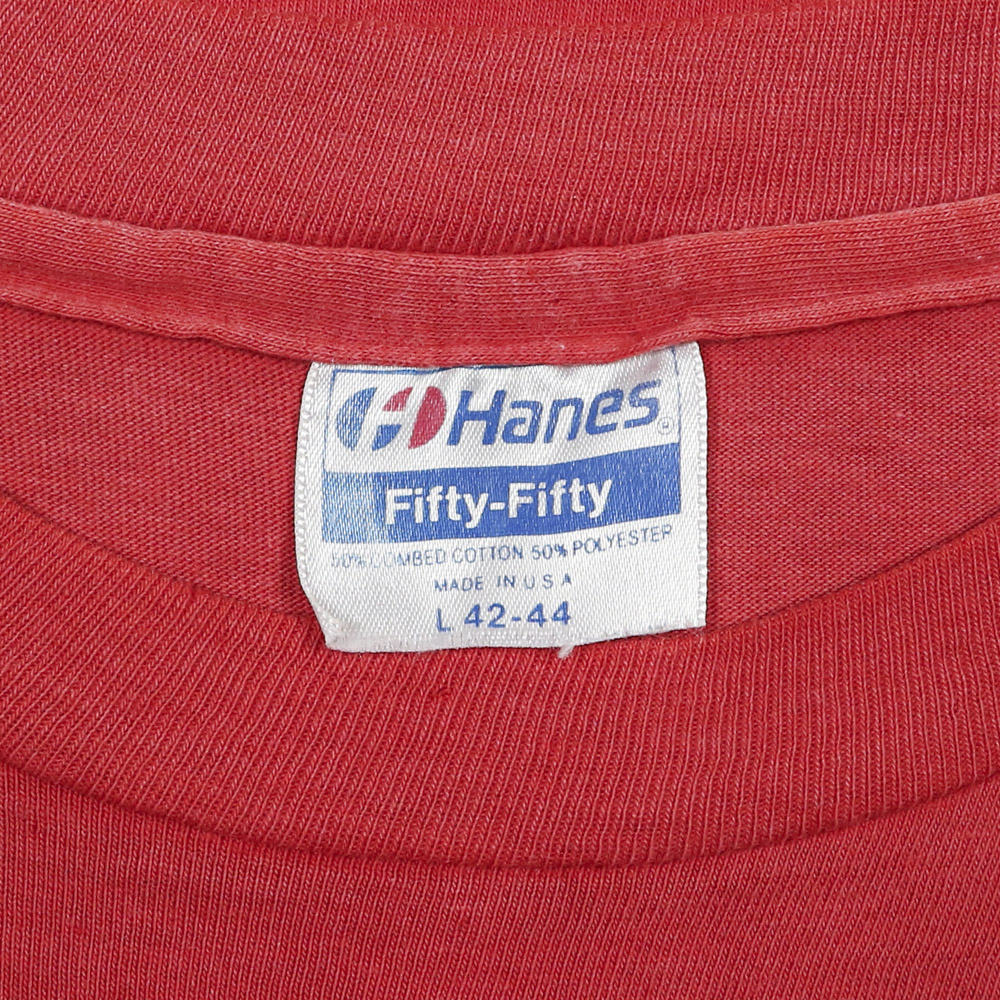 Hanes®
Fifty-Fifty
50% COMBED COTTON 50% POLYESTER
MADE IN U S A
L 42-44